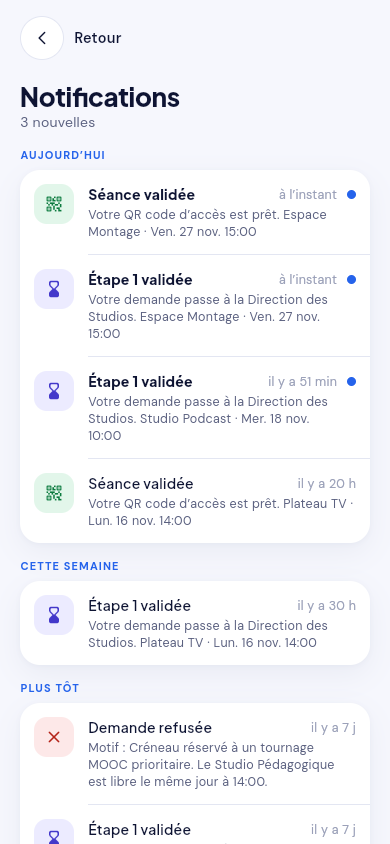 Retour
Notifications
3 nouvelles
AUJOURD’HUI
Séance validée à l’instant
Votre QR code d’accès est prêt. Espace
Montage · Ven. 27 nov. 15:00
Étape 1 validée à l’instant
Votre demande passe à la Direction des
Studios. Espace Montage · Ven. 27 nov.
15:00
Étape 1 validée il y a 51 min
Votre demande passe à la Direction des
Studios. Studio Podcast · Mer. 18 nov.
10:00
Séance validée il y a 20 h
Votre QR code d’accès est prêt. Plateau TV ·
Lun. 16 nov. 14:00
CETTE SEMAINE
Étape 1 validée il y a 30 h
Votre demande passe à la Direction des
Studios. Plateau TV · Lun. 16 nov. 14:00
PLUS TÔT
Demande refusée il y a 7 j
Motif : Créneau réservé à un tournage
MOOC prioritaire. Le Studio Pédagogique
est libre le même jour à 14:00.
Étape 1 validée il y a 7 j